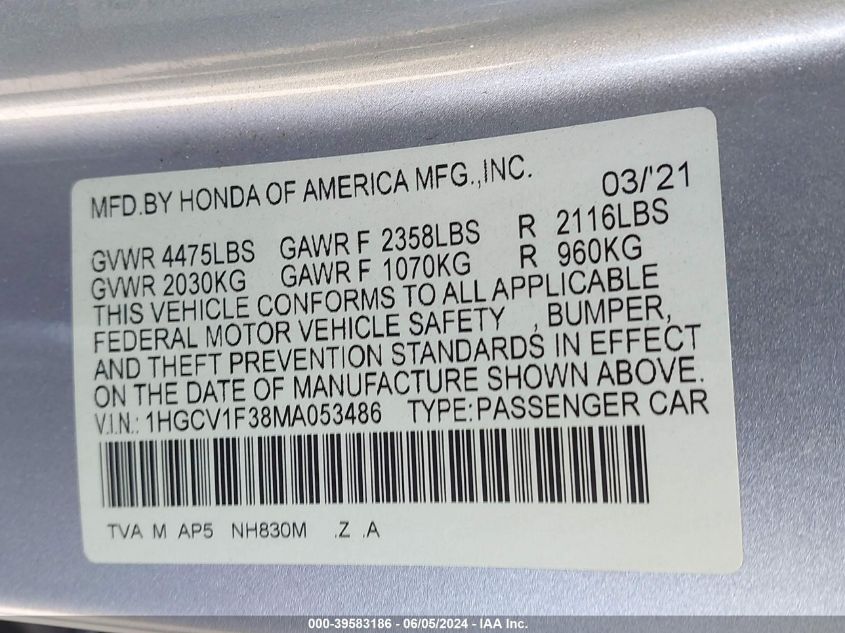 MFD.BY HONDA OF AMERICA MFG.,INC. 03/'21
GVWR 4475LBS GAWR F 2358LBS R 2116LBS
GVWR 2030KG GAWR F 1070KG R 960KG
THIS VEHICLE CONFORMS TO ALL APPLICABLE
FEDERAL MOTOR VEHICLE SAFETY , BUMPER,
AND THEFT PREVENTION STANDARDS IN EFFECT
ON THE DATE OF MANUFACTURE SHOWN ABOVE.
V.I.N.: 1HGCV1F38MA053486 TYPE:PASSENGER CAR
TVA M AP5 NH830M .Z .A
000-39583186 - 06/05/2024 - IAA Inc.